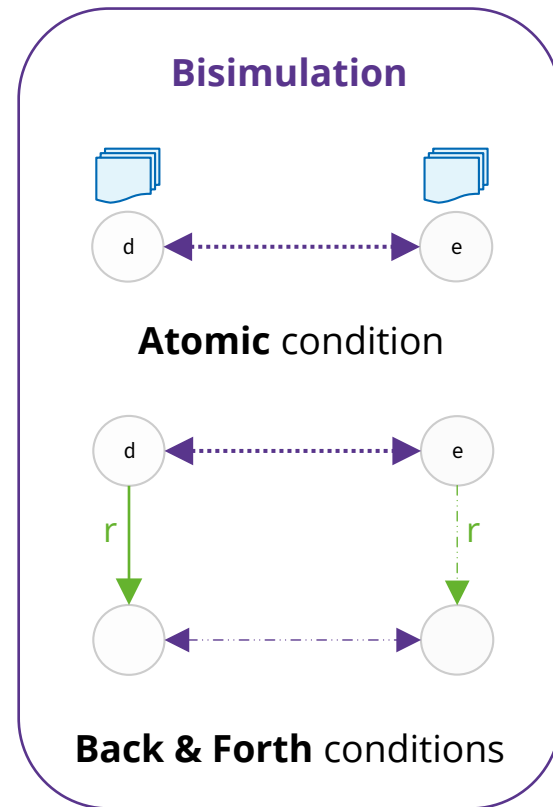 Bisimulation
d e
Atomic condition
d e
r r
Back & Forth conditions